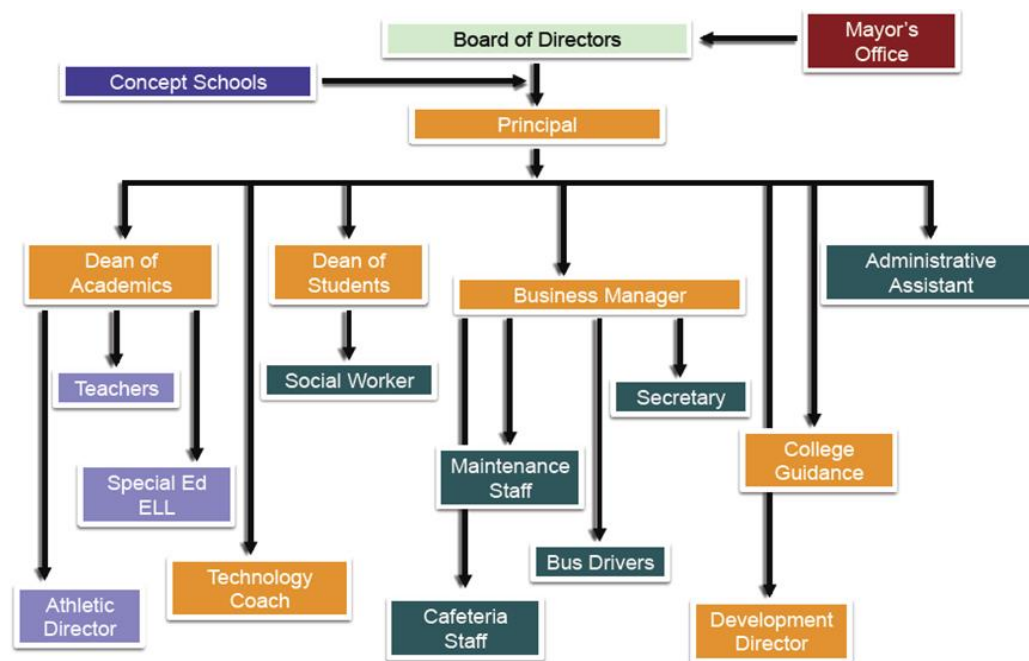 Board of Directors
Mayor's
Office
Concept Schools
Principal
Dean of
Academics
Dean of
Students
Business Manager
Administrative
Assistant
Teachers
Social Worker
Secretary
Special Ed
ELL
Maintenance
Staff
College
Guidance
Athletic
Director
Technology
Coach
Cafeteria
Staff
Bus Drivers
Development
Director